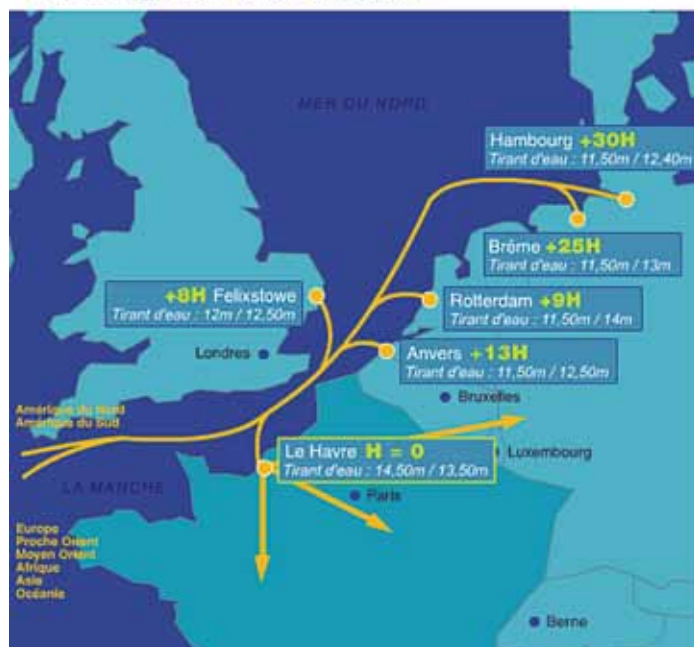 MER DU NORD
Hambourg +30H
Tirant d'eau : 11,50m / 12,40m
Brême +25H
Tirant d'eau : 11,50m / 13m
+8H Felixstowe
Tirant d'eau : 12m / 12,50m
Rotterdam +9H
Tirant d'eau : 11,50m / 14m
Londres
Anvers +13H
Tirant d'eau : 11,50m / 12,50m
Bruxelles
Amérique du Nord
Amérique du Sud
Le Havre H = 0
Tirant d'eau : 14,50m / 13,50m
Luxembourg
LA MANCHE
Paris
Europe
Proche Orient
Moyen Orient
Afrique
Asie
Océanie
Berne